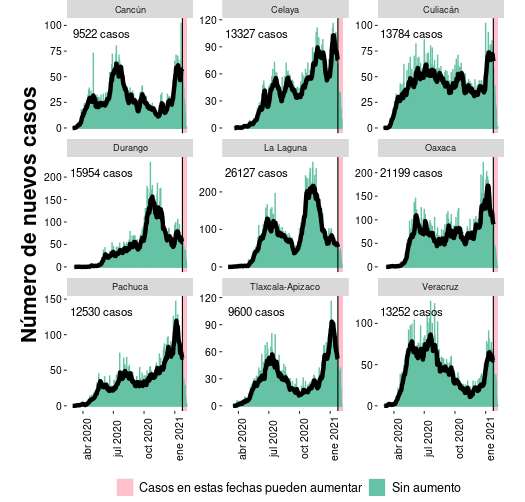 Número de nuevos casos
Cancún
9522 casos
100
75
50
25
0
Celaya
13327 casos
120
90
60
30
0
Culiacán
13784 casos
100
75
50
25
0
Durango
15954 casos
200
150
100
50
0
La Laguna
26127 casos
200
100
0
Oaxaca
21199 casos
200
150
100
50
0
Pachuca
12530 casos
150
100
50
0
Tlaxcala-Apizaco
9600 casos
120
90
60
30
0
Veracruz
13252 casos
100
50
0
abr 2020 jul 2020 oct 2020 ene 2021
abr 2020 jul 2020 oct 2020 ene 2021
abr 2020 jul 2020 oct 2020 ene 2021
Casos en estas fechas pueden aumentar Sin aumento